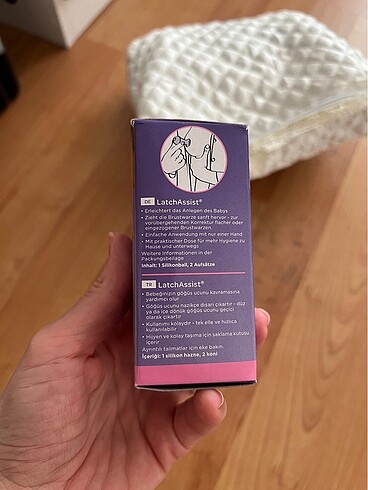 DE LatchAssist®
• Erleichtert das Anlegen des Babys
• Zieht die Brustwarze sanft hervor - zur
vorübergehenden Korrektur flacher oder
eingezogener Brustwarzen.
• Einfache Anwendung mit nur einer Hand
• Mit praktischer Dose für mehr Hygiene zu
Hause und unterwegs
Weitere Informationen in der
Packungsbeilage
Inhalt: 1 Silikonball, 2 Aufsätze
TR LatchAssist®
• Bebeğinizin göğüs ucunu kavramasına
yardımcı olur
• Göğüs ucunu nazikçe dışarı çıkartır - düz
ya da içe dönük göğüs ucunu geçici
olarak çıkartır
• Kullanımı kolaydır - tek elle ve hızlıca
kullanılabilir
• Hijyen ve kolay taşıma için saklama kutusu
içerir
Ayrıntılı talimatlar için eke bakın.
İçeriği: 1 silikon hazne, 2 koni